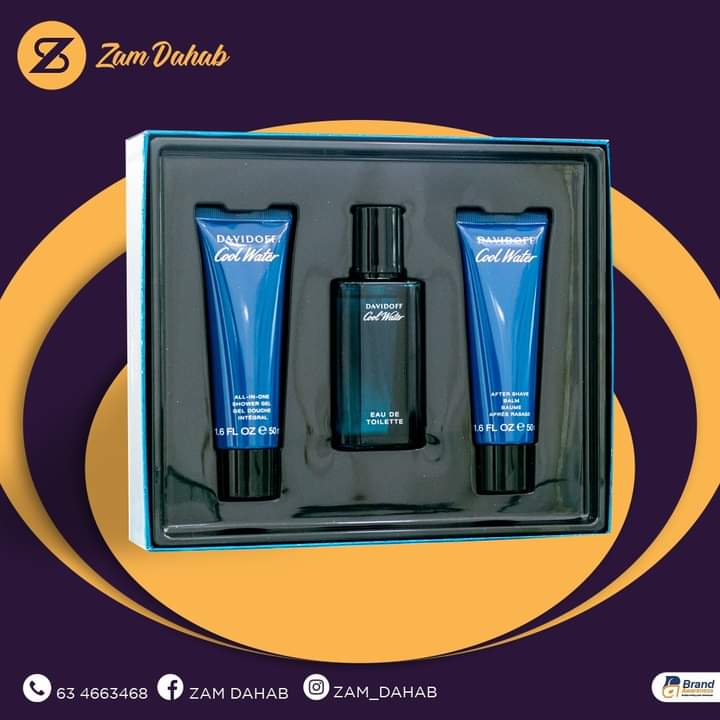 Zam Dahab
DAVIDOFF
Cool Water
ALL-IN-ONE
SHOWER GEL
GEL DOUCHE
INTÉGRAL
1.6 FL OZ e 50
DAVIDOFF
Cool Water
EAU DE
TOILETTE
DAVIDOFF
Cool Water
AFTER SHAVE
BALM
BAUME
APRÈS RASAGE
1.6 FL OZ e 50
63 4663468 ZAM DAHAB ZAM_DAHAB
Brand
Awareness